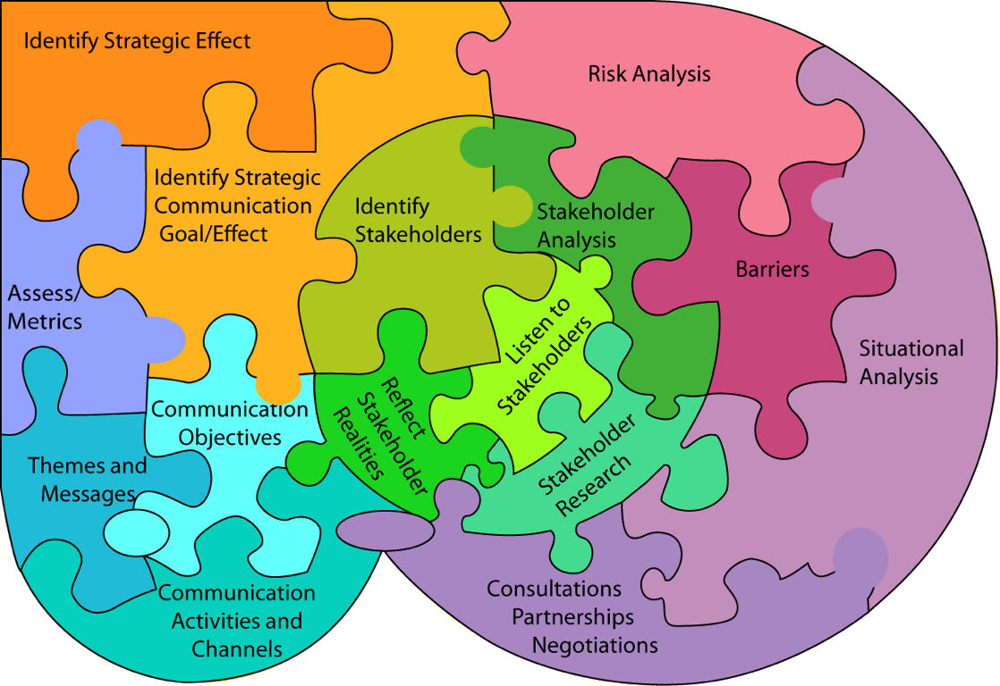 Identify Strategic Effect
Risk Analysis
Identify Strategic
Communication
Goal/Effect
Identify
Stakeholders
Stakeholder
Analysis
Barriers
Assess/
Metrics
Listen to
Stakeholders
Situational
Analysis
Communication
Objectives
Reflect
Stakeholder
Realities
Stakeholder
Research
Themes and
Messages
Communication
Activities and
Channels
Consultations
Partnerships
Negotiations